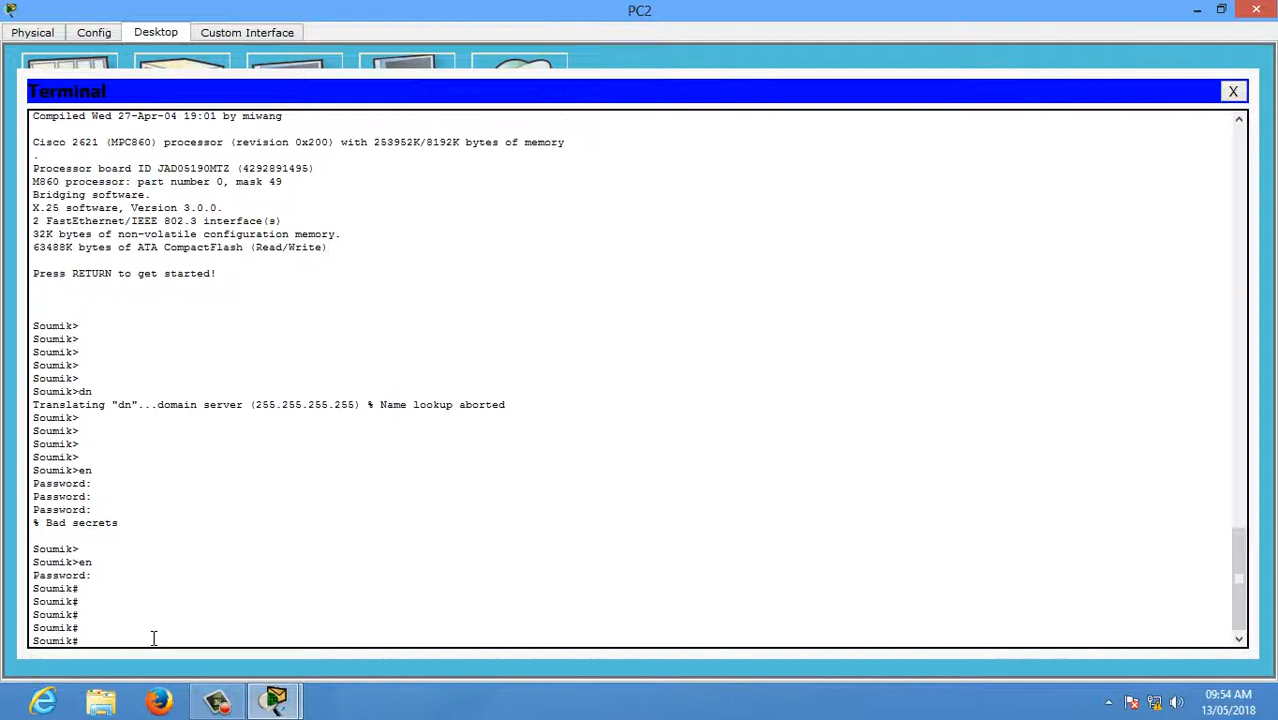 PC2
Physical Config Desktop Custom Interface
Terminal X
Compiled Wed 27-Apr-04 19:01 by miwang
Cisco 2621 (MPC860) processor (revision 0x200) with 253952K/8192K bytes of memory
.
Processor board ID JAD05190MTZ (4292891495)
M860 processor: part number 0, mask 49
Bridging software.
X.25 software, Version 3.0.0.
2 FastEthernet/IEEE 802.3 interface(s)
32K bytes of non-volatile configuration memory.
63488K bytes of ATA CompactFlash (Read/Write)
Press RETURN to get started!
Soumik>
Soumik>
Soumik>
Soumik>
Soumik>
Soumik>dn
Translating "dn"...domain server (255.255.255.255) % Name lookup aborted
Soumik>
Soumik>
Soumik>
Soumik>
Soumik>en
Password:
Password:
Password:
% Bad secrets
Soumik>
Soumik>en
Password:
Soumik#
Soumik#
Soumik#
Soumik#
Soumik#
09:54 AM
13/05/2018